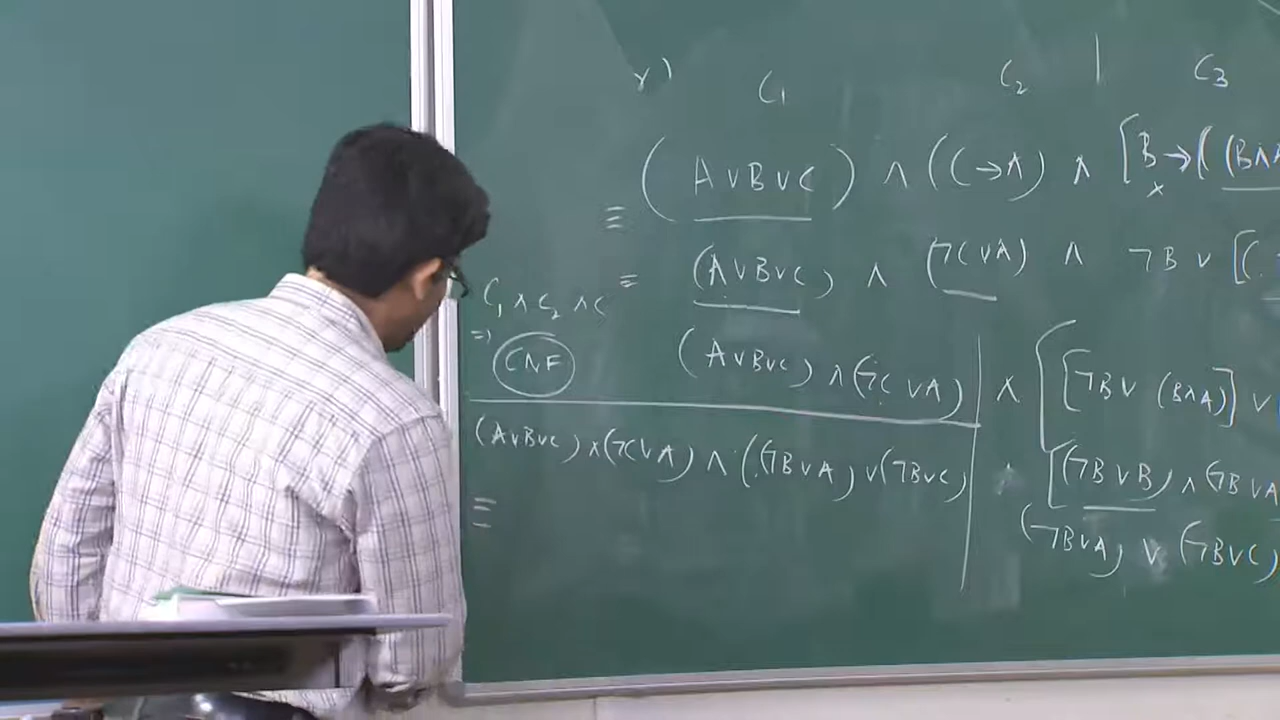 γ) C₁ C₂ | C₃
≡ (A∨B∨C) ∧ (C→A) ∧ [B→((B∧A
≡ (A∨B∨C) ∧ (¬C∨A) ∧ ¬B∨[(
C₁ ∧ C₂ ∧ C
⇒ CNF
(A∨B∨C) ∧ (¬C∨A) ∧ [[¬B∨ (B∧A)] ∨
(A∨B∨C) ∧ (¬C∨A) ∧ ((¬B∨A) ∨ (¬B∨C)
[(¬B∨B) ∧ (¬B∨A
≡
(¬B∨A) ∨ (¬B∨C)